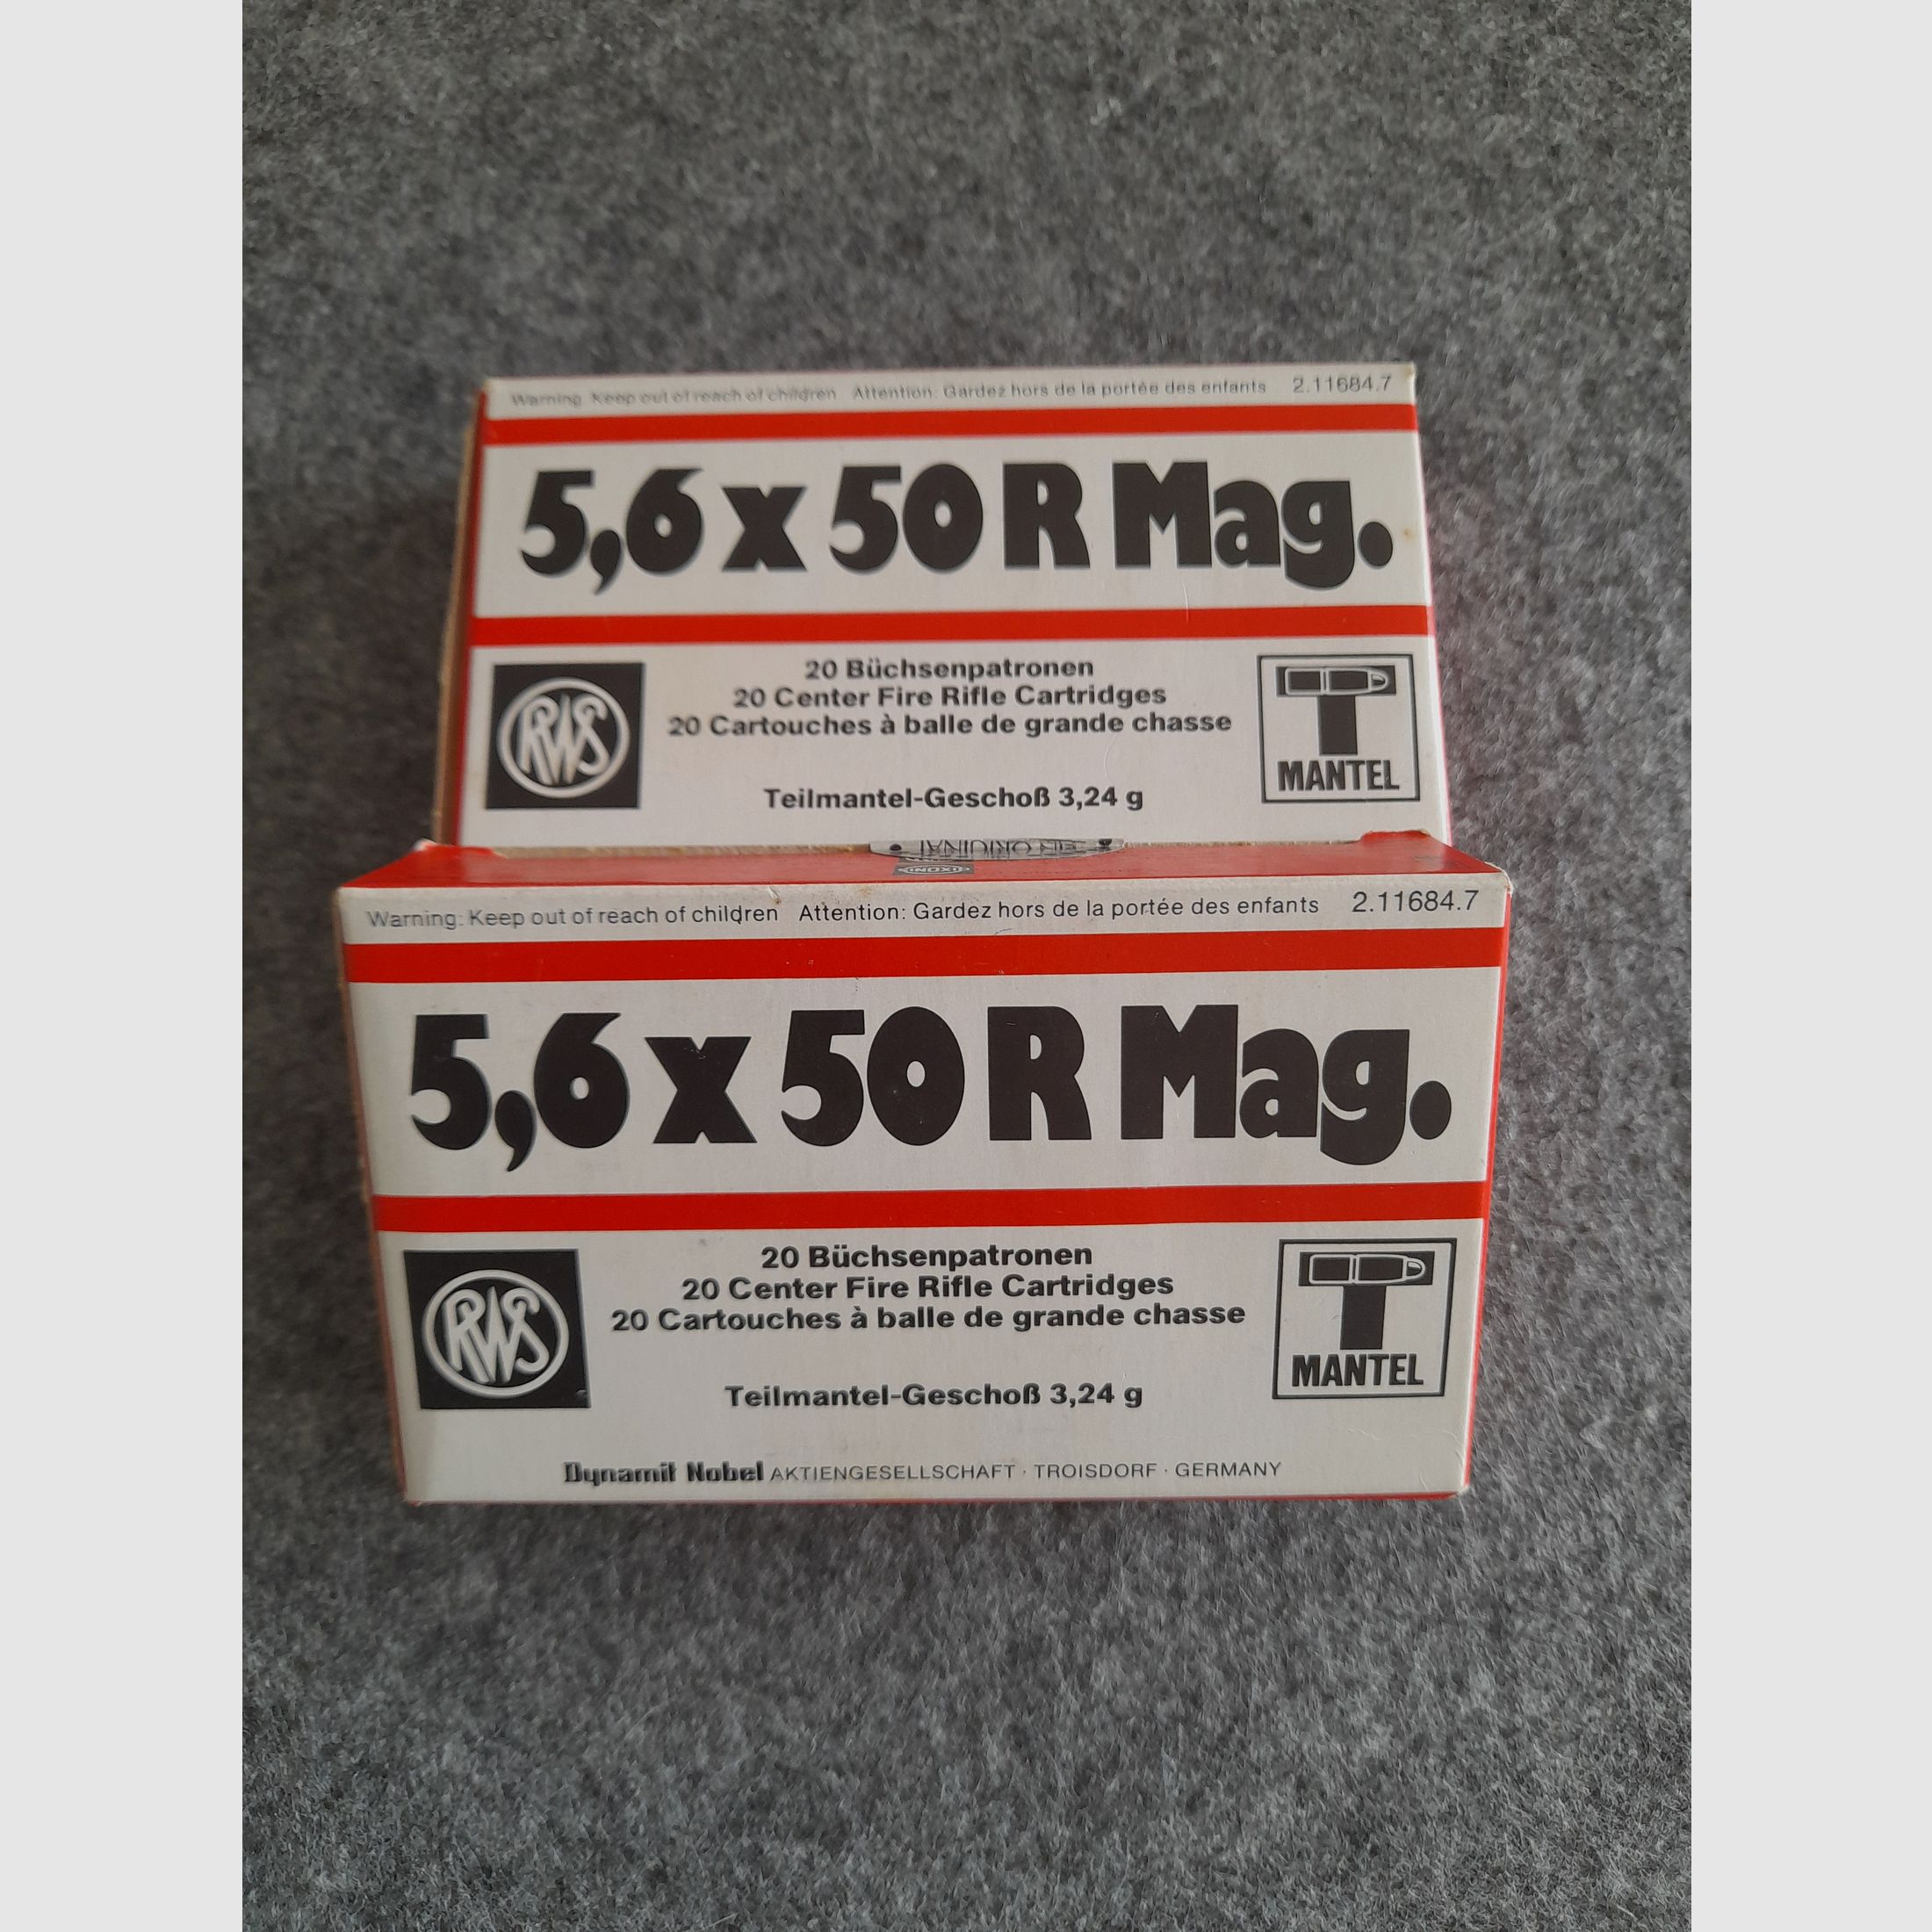 Warning: Keep out of reach of children Attention: Gardez hors de la portée des enfants 2.11684.7
5,6 x 50 R Mag.
RWS
20 Büchsenpatronen
20 Center Fire Rifle Cartridges
20 Cartouches à balle de grande chasse
Teilmantel-Geschoß 3,24 g
T
MANTEL
ORIGINAL
Warning: Keep out of reach of children Attention: Gardez hors de la portée des enfants 2.11684.7
5,6 x 50 R Mag.
RWS
20 Büchsenpatronen
20 Center Fire Rifle Cartridges
20 Cartouches à balle de grande chasse
Teilmantel-Geschoß 3,24 g
T
MANTEL
Dynamit Nobel AKTIENGESELLSCHAFT · TROISDORF · GERMANY